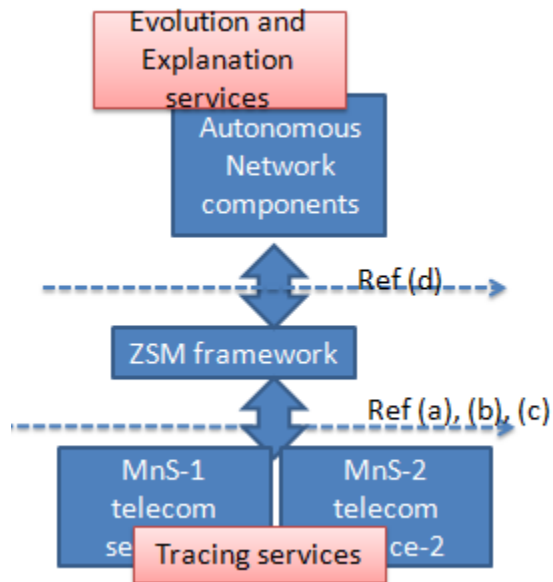 Evolution and
Explanation
services
Autonomous
Network
components
Ref (d)
ZSM framework
Ref (a), (b), (c)
MnS-1
telecom
MnS-2
telecom
Tracing services